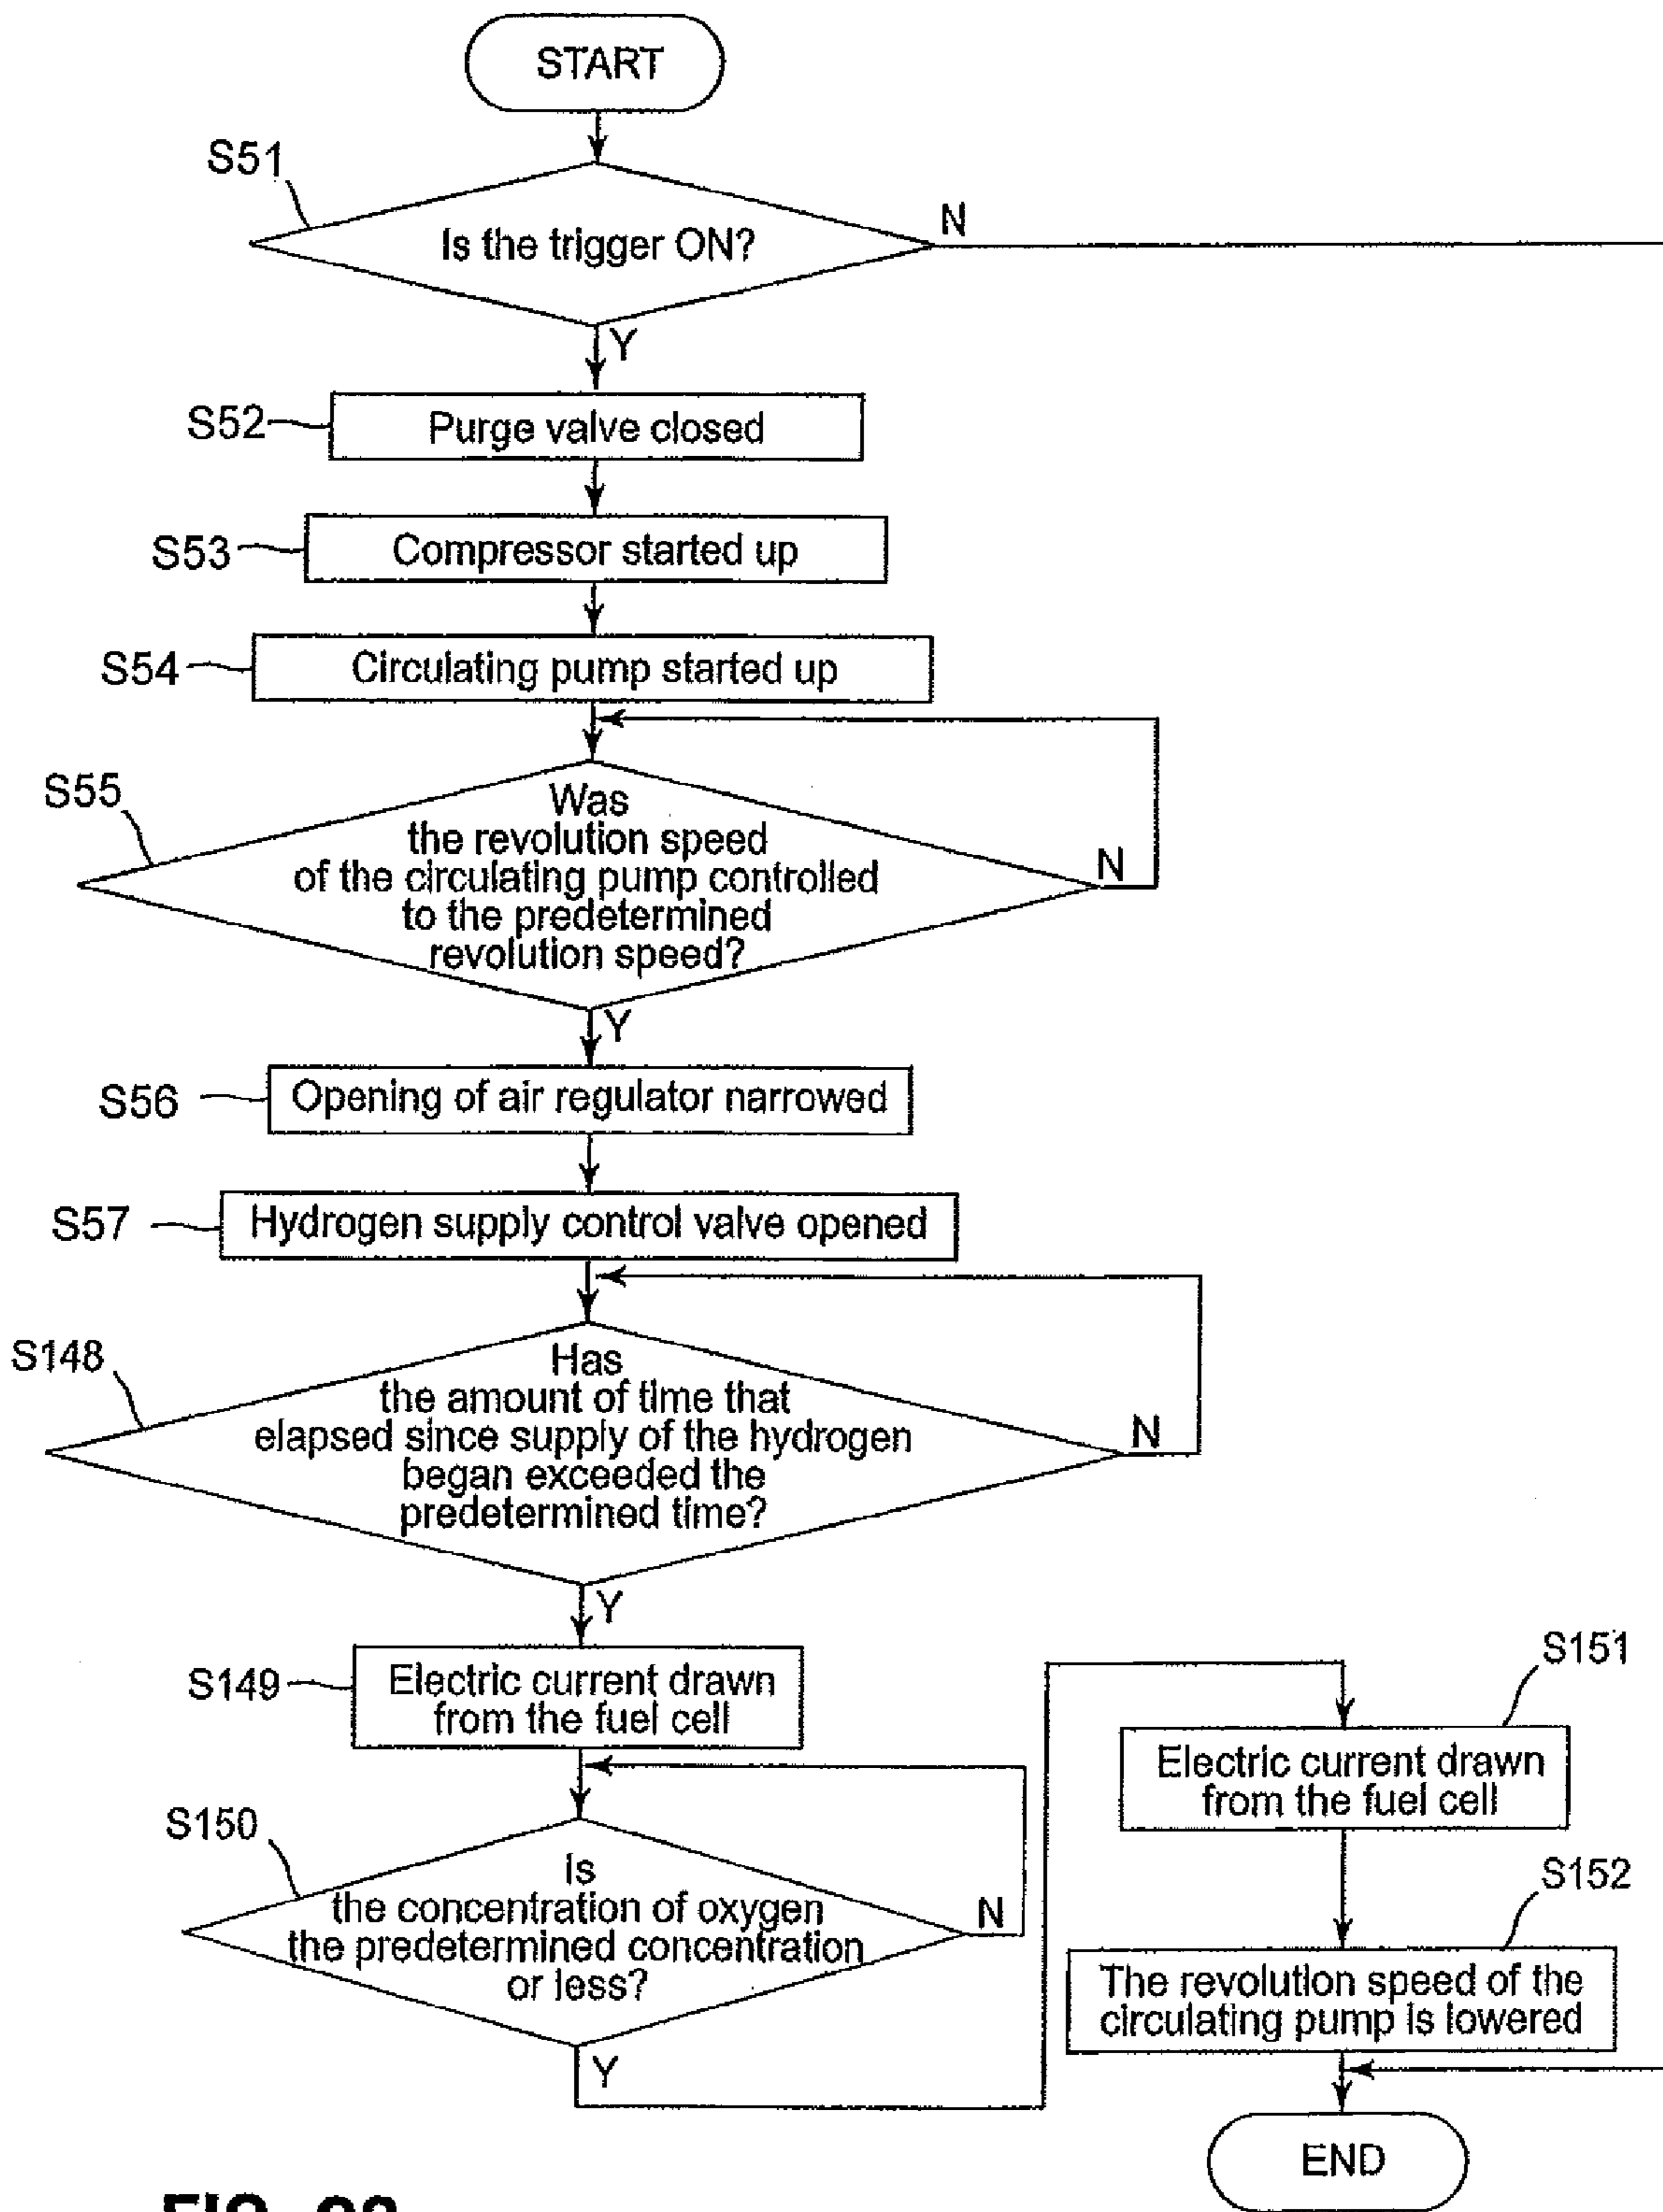 START
S51
Is the trigger ON?
N
Y
S52
Purge valve closed
S53
Compressor started up
S54
Circulating pump started up
S55
Was
the revolution speed
of the circulating pump controlled
to the predetermined
revolution speed?
N
Y
S56
Opening of air regulator narrowed
S57
Hydrogen supply control valve opened
S148
Has
the amount of time that
elapsed since supply of the hydrogen
began exceeded the
predetermined time?
N
Y
S149
Electric current drawn
from the fuel cell
S150
Is
the concentration of oxygen
the predetermined concentration
or less?
N
Y
S151
Electric current drawn
from the fuel cell
S152
The revolution speed of the
circulating pump is lowered
END